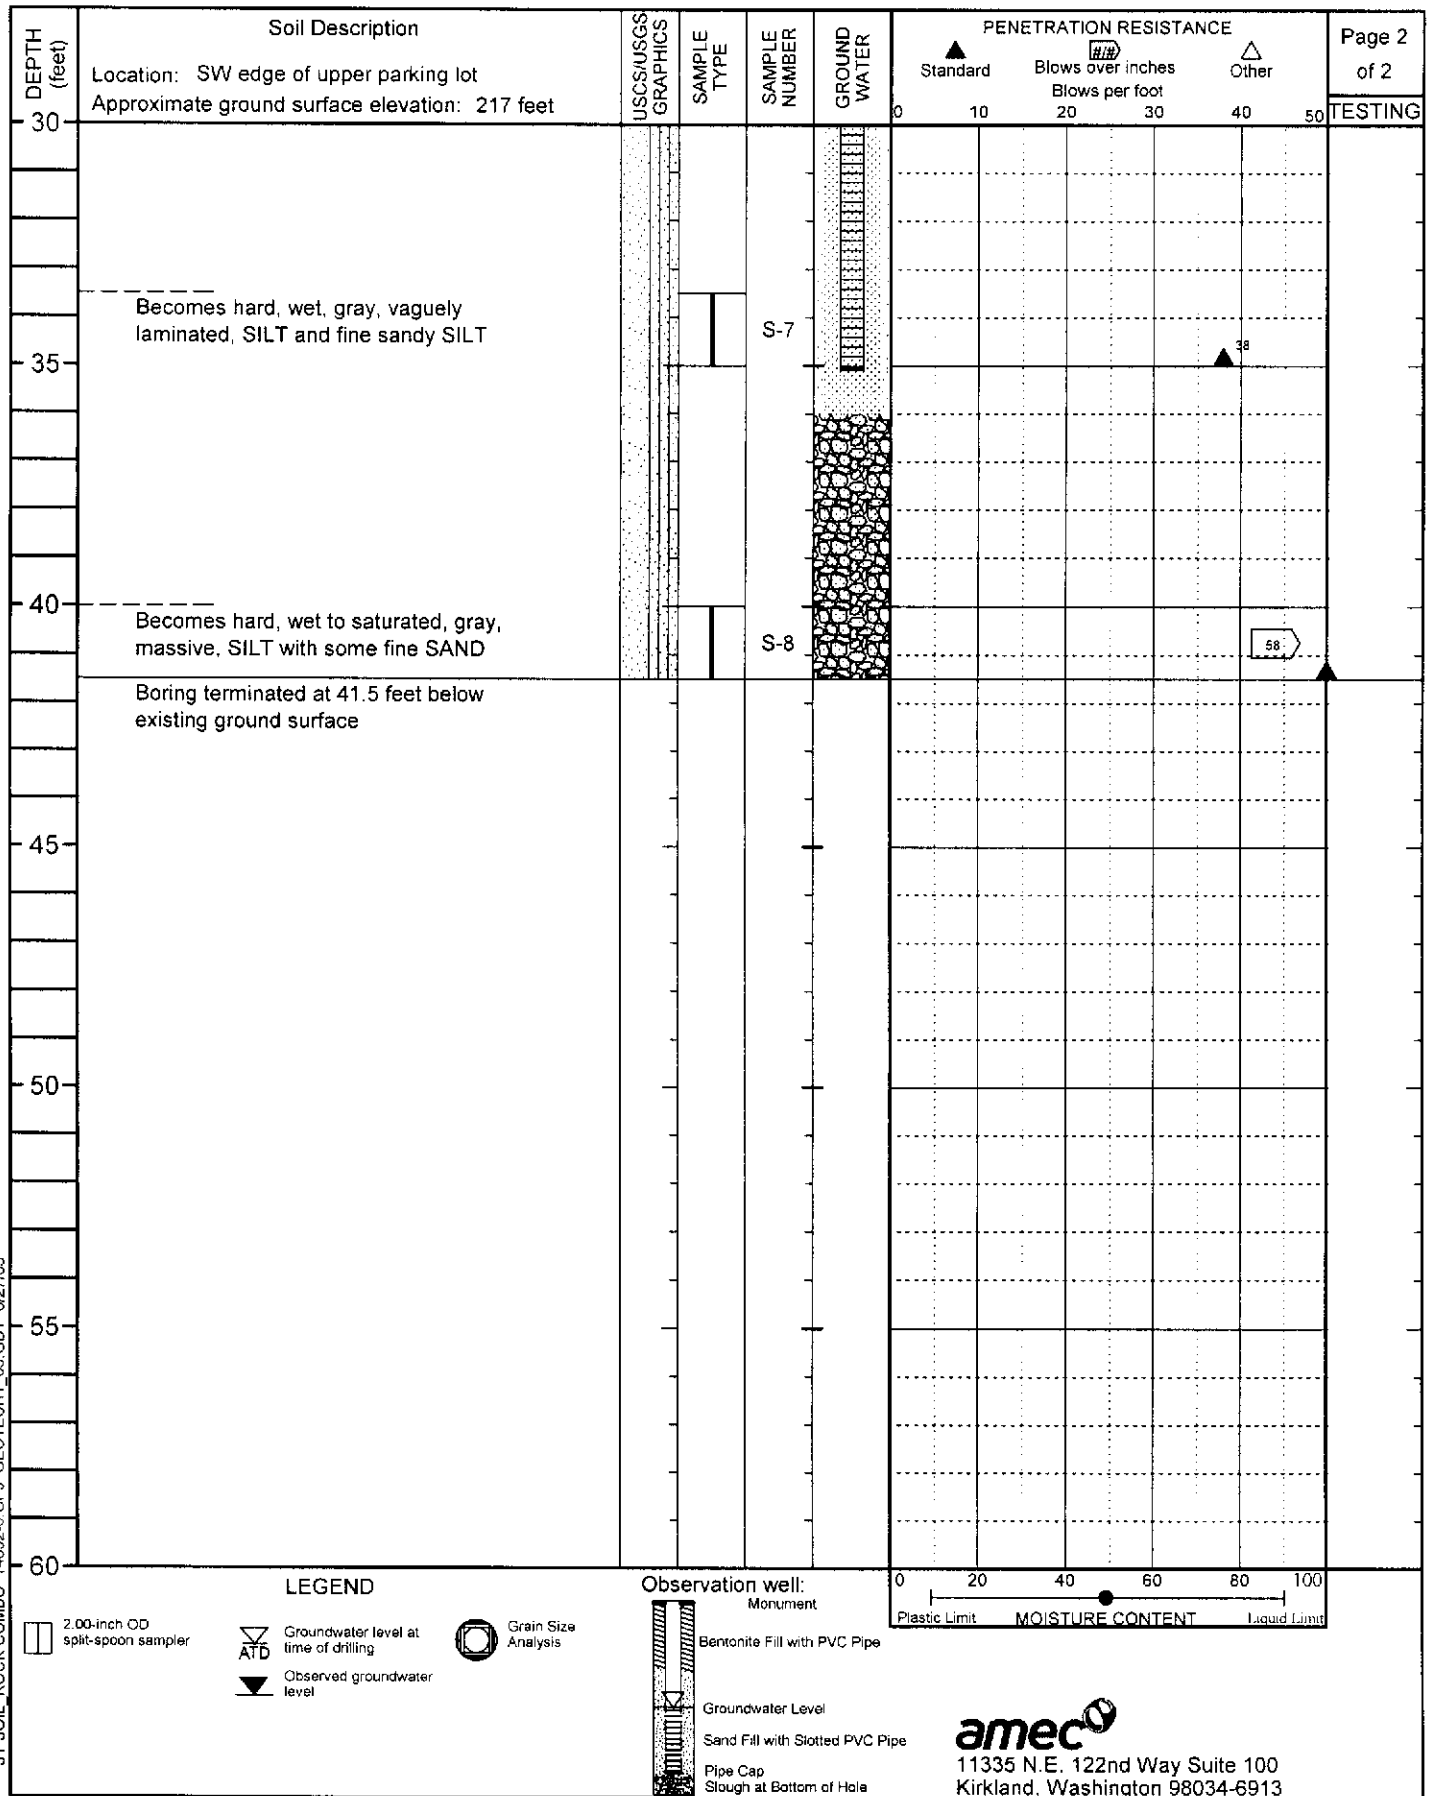 DEPTH
(feet)
Soil Description
Location: SW edge of upper parking lot
Approximate ground surface elevation: 217 feet
USCS/USGS
GRAPHICS
SAMPLE
TYPE
SAMPLE
NUMBER
GROUND
WATER
PENETRATION RESISTANCE
Standard
#/#
Blows over inches
Other
Blows per foot
0 10 20 30 40 50
Page 2
of 2
TESTING
30
Becomes hard, wet, gray, vaguely
laminated, SILT and fine sandy SILT
S-7
38
35
40
Becomes hard, wet to saturated, gray,
massive, SILT with some fine SAND
S-8
58
Boring terminated at 41.5 feet below
existing ground surface
45
50
55
60
0 20 40 60 80 100
Plastic Limit MOISTURE CONTENT Liquid Limit
LEGEND
2.00-inch OD
split-spoon sampler
ATD
Groundwater level at
time of drilling
Observed groundwater
level
Grain Size
Analysis
Observation well:
Monument
Bentonite Fill with PVC Pipe
Groundwater Level
Sand Fill with Slotted PVC Pipe
Pipe Cap
Slough at Bottom of Hole
amec
11335 N.E. 122nd Way Suite 100
Kirkland, Washington 98034-6913